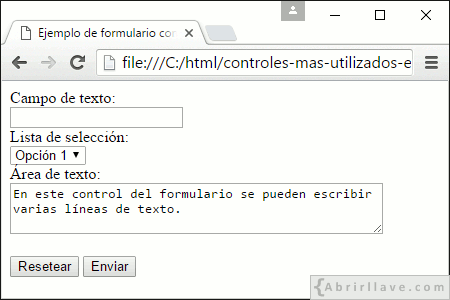 Ejemplo de formulario con
file:///C:/html/controles-mas-utilizados-e
Campo de texto:
Lista de selección:
Opción 1
Área de texto:
En este control del formulario se pueden escribir
varias líneas de texto.
Resetear Enviar
{Abrirllave.com